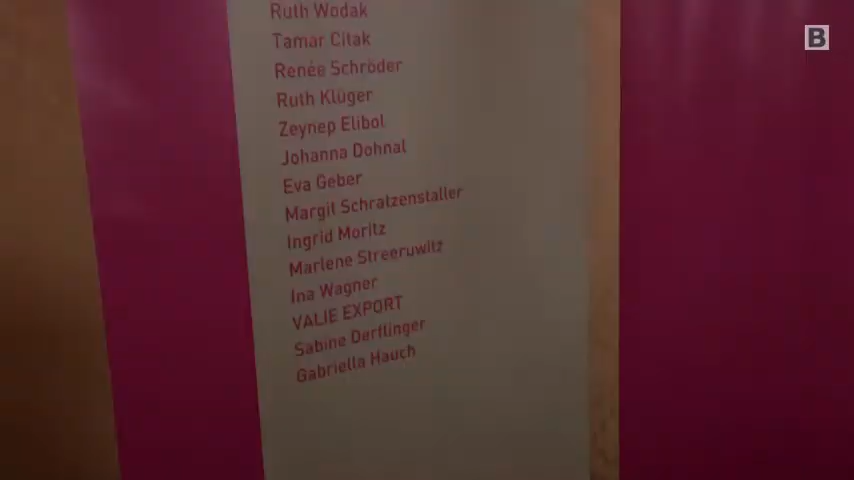 Ruth Wodak
Tamar Citak
Renée Schröder
Ruth Klüger
Zeynep Elibol
Johanna Dohnal
Eva Geber
Margit Schratzenstaller
Ingrid Moritz
Marlene Streeruwitz
Ina Wagner
VALIE EXPORT
Sabine Derflinger
Gabriella Hauch
B